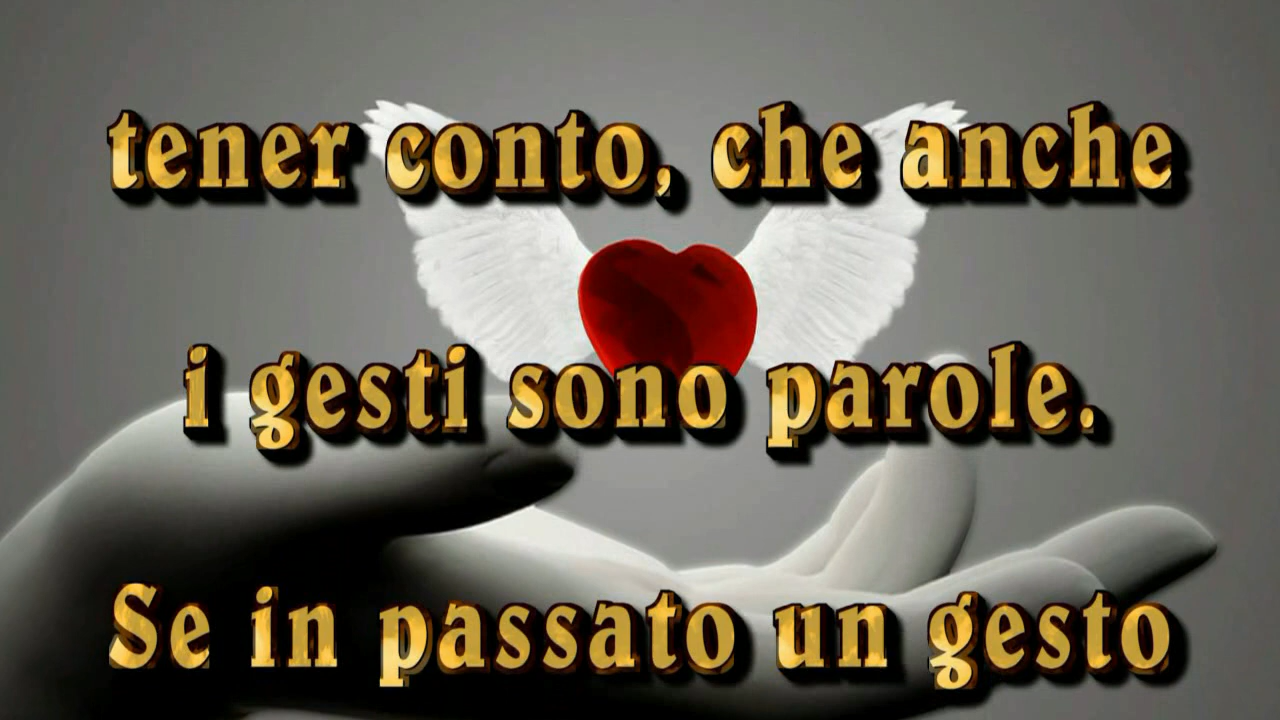 tener conto, che anche
i gesti sono parole.
Se in passato un gesto